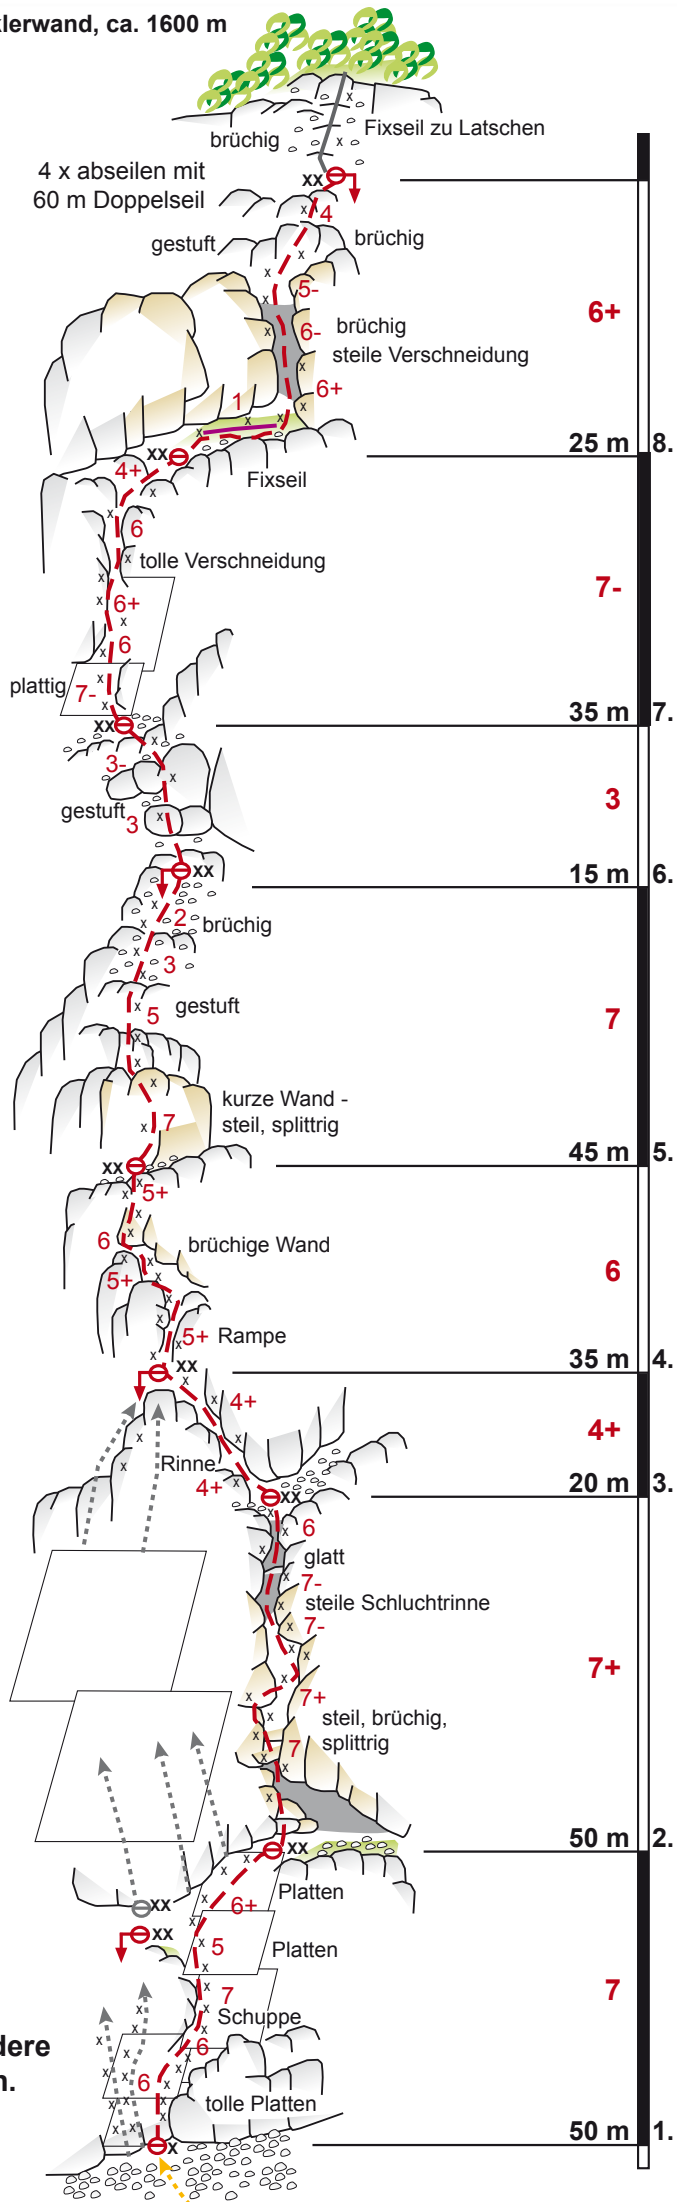 klerwand, ca. 1600 m
brüchig
Fixseil zu Latschen
4 x abseilen mit
60 m Doppelseil
xx
4
gestuft
brüchig
5-
6+
6-
brüchig
steile Verschneidung
6+
1
xx
25 m
8.
4+
Fixseil
6
tolle Verschneidung
7-
6+
6
plattig
7-
xx
35 m
7.
3-
3
gestuft
3
xx
15 m
6.
2
brüchig
3
gestuft
5
7
kurze Wand -
steil, splittrig
7
xx
45 m
5.
5+
6
brüchige Wand
5+
6
5+
Rampe
xx
35 m
4.
4+
4+
Rinne
4+
xx
20 m
3.
6
glatt
7-
steile Schluchtrinne
7-
7+
7+
steil, brüchig,
splittrig
7
xx
50 m
2.
Platten
6+
xx
xx
5
Platten
7
7
Schuppe
dere
6
n.
6
tolle Platten
x
50 m
1.